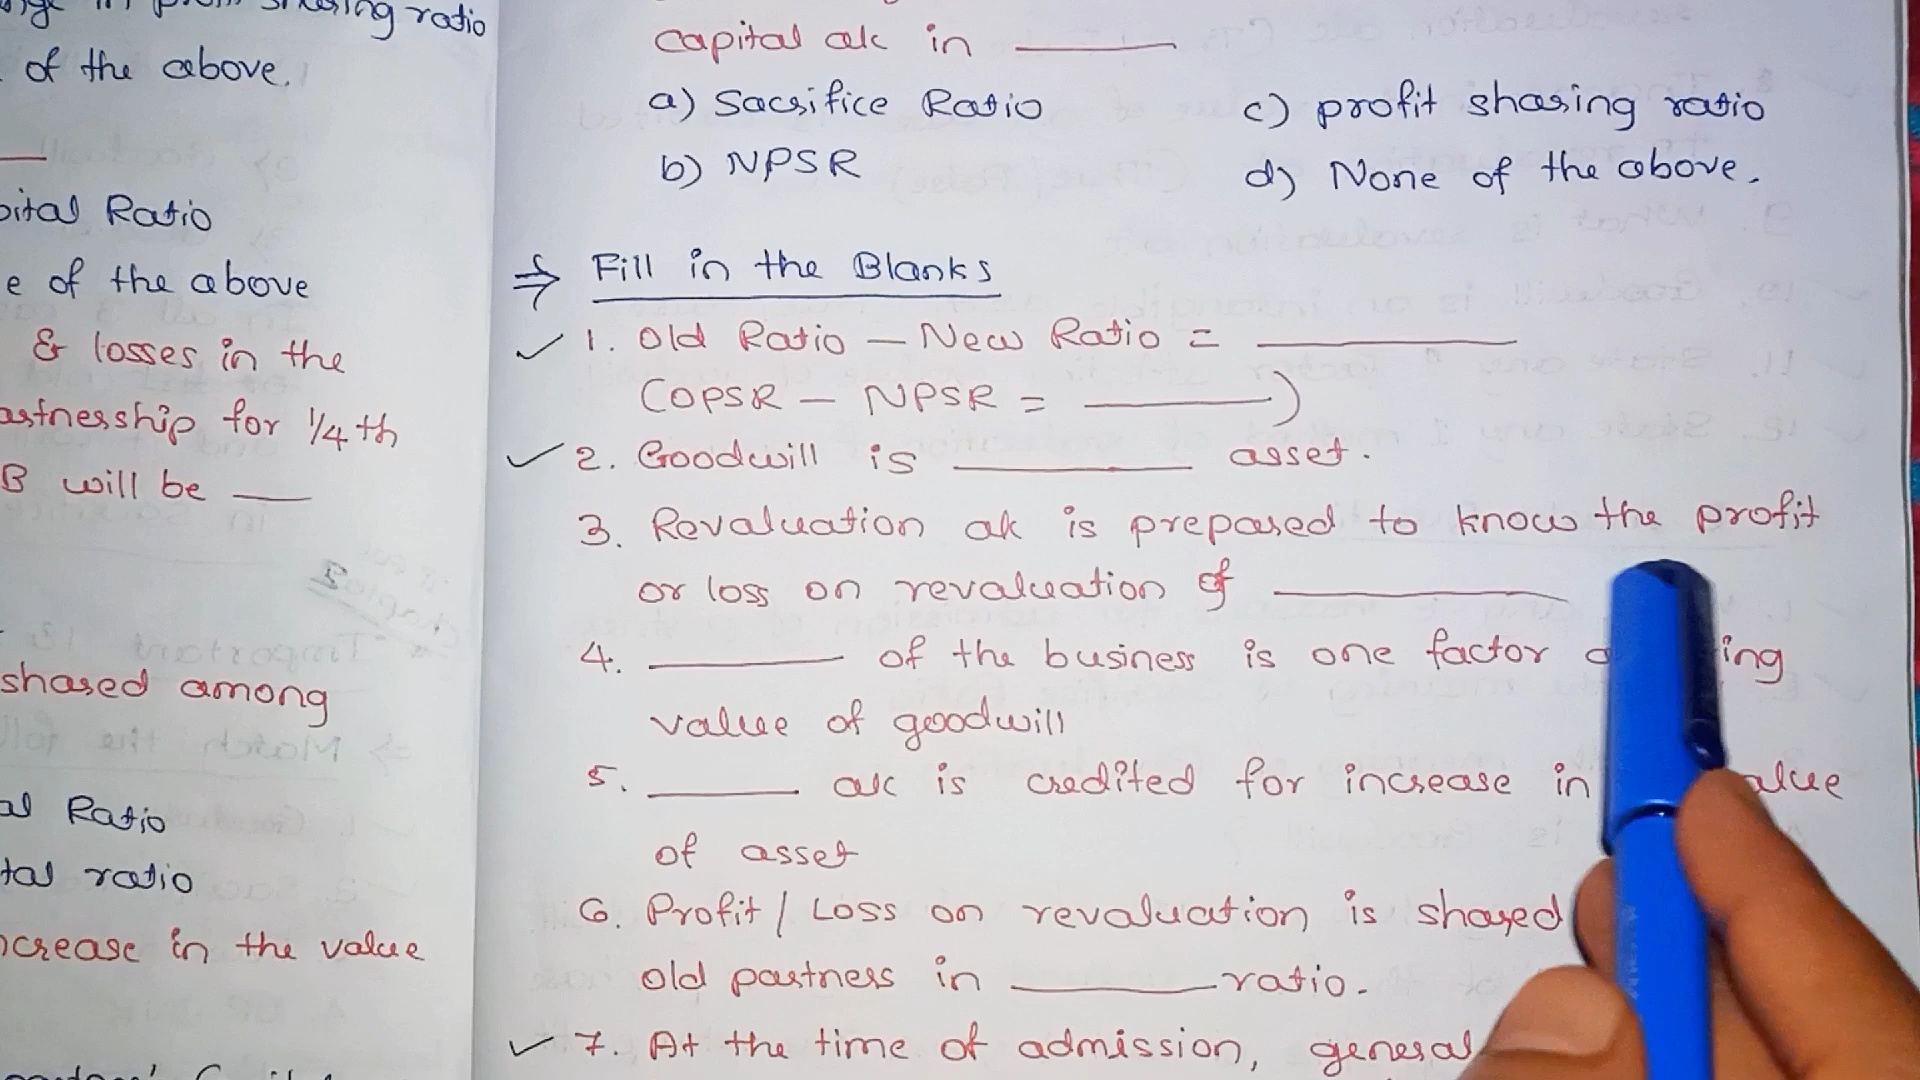 sharing ratio
of the above.
Ratio
of the above
& losses in the
for 1/4 th
B will be ___
shared among
Ratio
ratio
in the value
capital a/c in ______
a) Sacrifice Ratio
b) NPSR
c) profit sharing ratio
d) None of the above.
⇒ Fill in the Blanks
✓ 1. Old Ratio — New Ratio = ______
(OPSR — NPSR = ______)
✓ 2. Goodwill is ______ asset.
3. Revaluation a/c is prepared to know the profit
or loss on revaluation of ______
4. ______ of the business is one factor
value of goodwill
5. ______ a/c is credited for increase in
of asset
6. Profit / Loss on revaluation is shared
old partners in ______ ratio.
✓ 7. At the time of admission, general